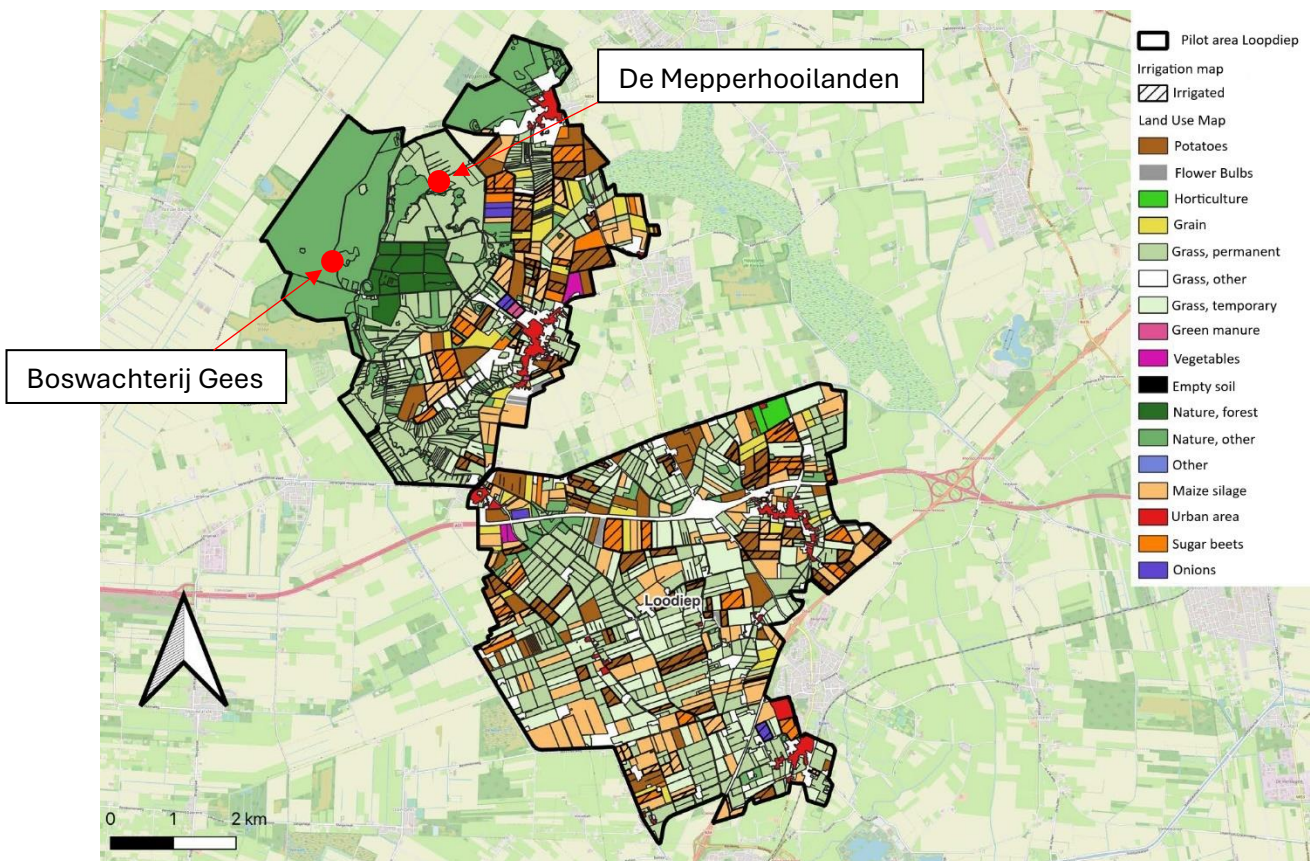 De Mepperhooilanden
Boswachterij Gees
Loodiep
0 1 2 km
Pilot area Loopdiep
Irrigation map
Irrigated
Land Use Map
Potatoes
Flower Bulbs
Horticulture
Grain
Grass, permanent
Grass, other
Grass, temporary
Green manure
Vegetables
Empty soil
Nature, forest
Nature, other
Other
Maize silage
Urban area
Sugar beets
Onions